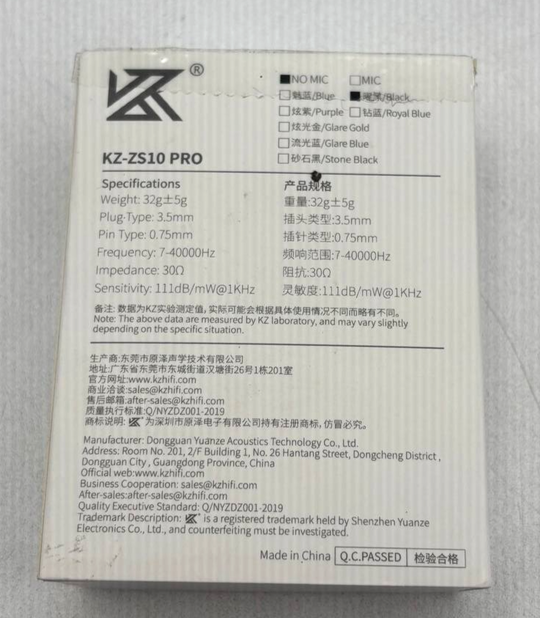 KZ®
■NO MIC □MIC
□魅蓝/Blue ■曜黑/Black
□炫紫/Purple □钻蓝/Royal Blue
□炫光金/Glare Gold
□流光蓝/Glare Blue
□砂石黑/Stone Black
KZ-ZS10 PRO
Specifications
Weight: 32g±5g
Plug-Type: 3.5mm
Pin Type: 0.75mm
Frequency: 7-40000Hz
Impedance: 30Ω
Sensitivity: 111dB/mW@1KHz
产品规格
重量:32g±5g
插头类型:3.5mm
插针类型:0.75mm
频响范围:7-40000Hz
阻抗:30Ω
灵敏度:111dB/mW@1KHz
备注: 数据为KZ实验测定值,实际可能会根据具体使用情况不同而略有不同。
Note: The above data are measured by KZ laboratory, and may vary slightly
depending on the specific situation.
生产商:东莞市原泽声学技术有限公司
地址:广东省东莞市东城街道汉塘街26号1栋201室
官方网址:www.kzhifi.com
商业洽谈:sales@kzhifi.com
售后邮箱:after-sales@kzhifi.com
质量执行标准:Q/NYZDZ001-2019
商标说明: KZ®为深圳市原泽电子有限公司持有注册商标,仿冒必究。
Manufacturer: Dongguan Yuanze Acoustics Technology Co., Ltd.
Address: Room No. 201, 2/F Building 1, No. 26 Hantang Street, Dongcheng District ,
Dongguan City , Guangdong Province, China
Official web:www.kzhifi.com
Business Cooperation: sales@kzhifi.com
After-sales:after-sales@kzhifi.com
Quality Executive Standard: Q/NYZDZ001-2019
Trademark Description: KZ® is a registered trademark held by Shenzhen Yuanze
Electronics Co., Ltd., and counterfeiting must be investigated.
Made in China Q.C.PASSED 检验合格